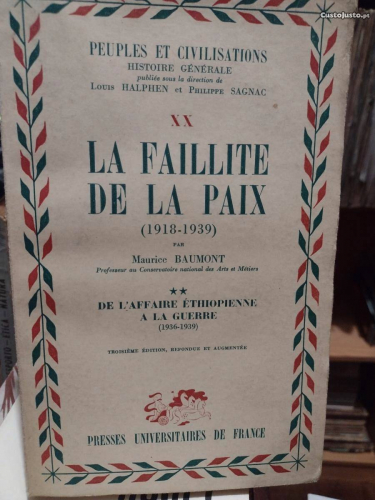 CustoJusto.pt
PEUPLES ET CIVILISATIONS
HISTOIRE GÉNÉRALE
publiée sous la direction de
Louis HALPHEN et Philippe SAGNAC
XX
LA FAILLITE
DE LA PAIX
(1918-1939)
PAR
Maurice BAUMONT
Professeur au Conservatoire national des Arts et Métiers
★★
DE L'AFFAIRE ÉTHIOPIENNE
A LA GUERRE
(1936-1939)
TROISIÈME ÉDITION, REFONDUE ET AUGMENTÉE
PRESSES UNIVERSITAIRES DE FRANCE